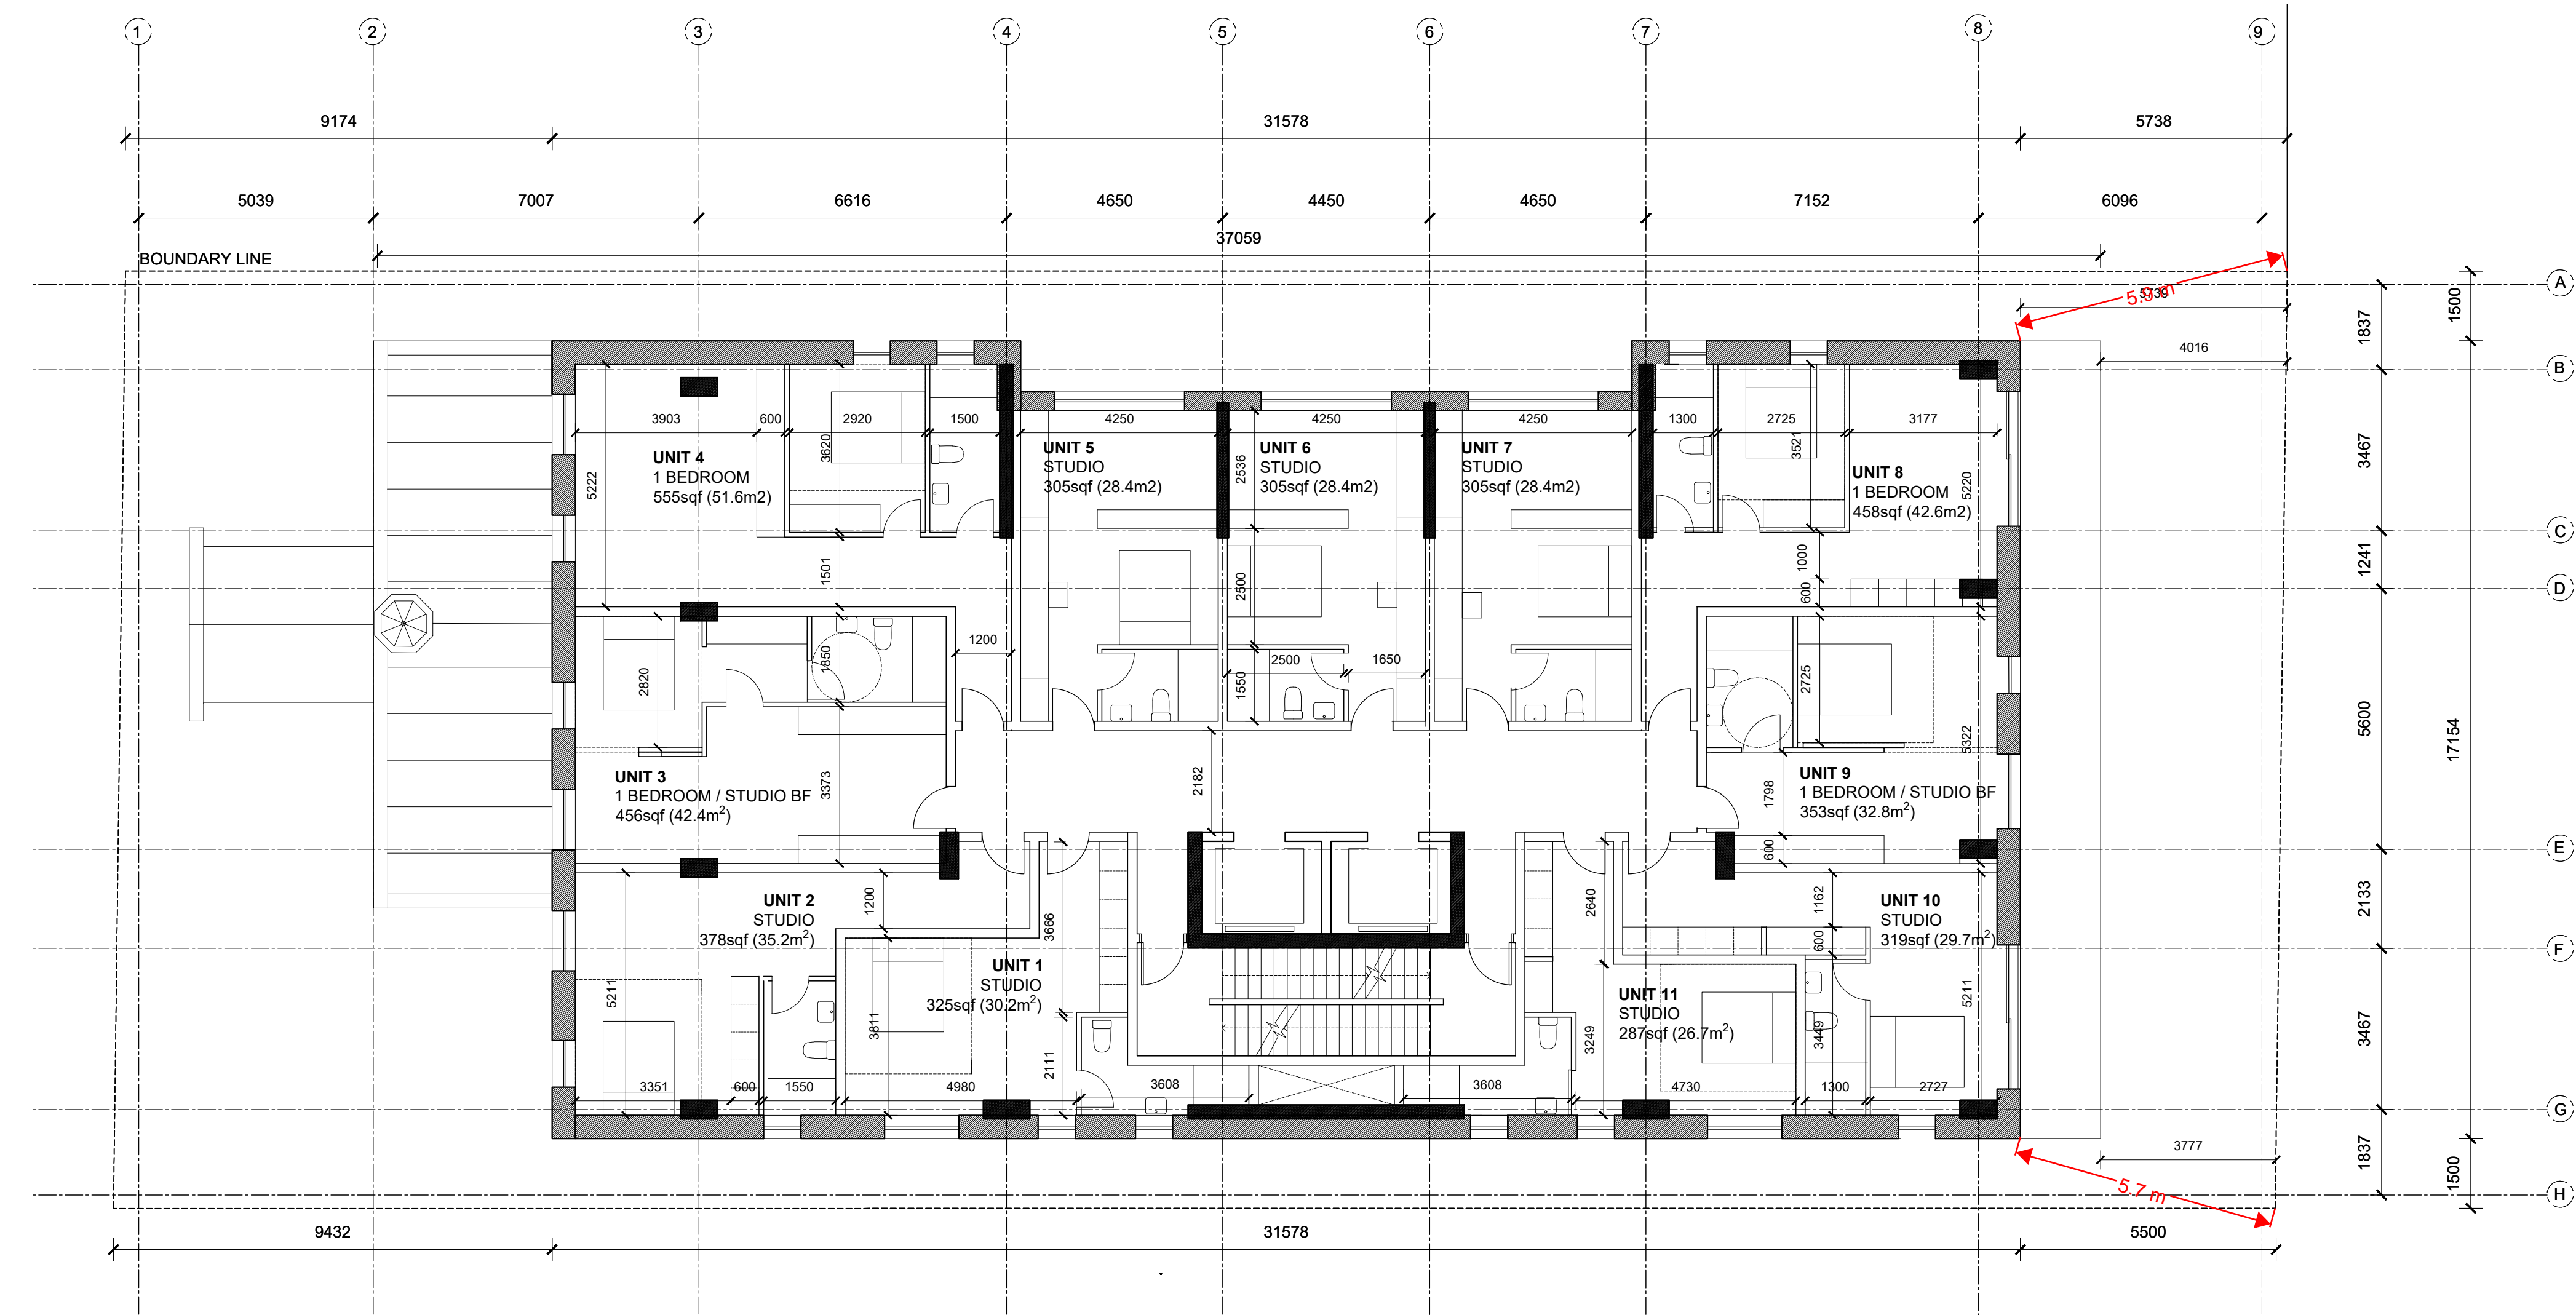 1 2 3 4 5 6 7 8 9
9174 31578 5738
5039 7007 6616 4650 4450 4650 7152 6096
37059
BOUNDARY LINE
A
5.9 m
1837
1500
4016
B
3903 600 2920 1500 4250 4250 4250 1300 2725 3177
3620
3521
UNIT 4
1 BEDROOM
555sqf (51.6m2)
UNIT 5
STUDIO
305sqf (28.4m2)
UNIT 6
STUDIO
305sqf (28.4m2)
UNIT 7
STUDIO
305sqf (28.4m2)
UNIT 8
1 BEDROOM
458sqf (42.6m2)
5222
2536
5220
3467
C
1501
2500
1000
600
1241
D
1200
1850
2820
2500 1650
1550
2725
5322
5600
17154
UNIT 3
1 BEDROOM / STUDIO BF
456sqf (42.4m²)
3373
2182
1798
600
UNIT 9
1 BEDROOM / STUDIO BF
353sqf (32.8m²)
E
UNIT 2
STUDIO
378sqf (35.2m²)
1200
3666
2640
1162
600
UNIT 10
STUDIO
319sqf (29.7m²)
2133
F
UNIT 1
STUDIO
325sqf (30.2m²)
UNIT 11
STUDIO
287sqf (26.7m²)
5211
3811
2111
3249
3449
5211
3467
3351 600 1550 4980 3608 3608 4730 1300 2727
G
3777
5.7 m
1837
1500
H
9432 31578 5500